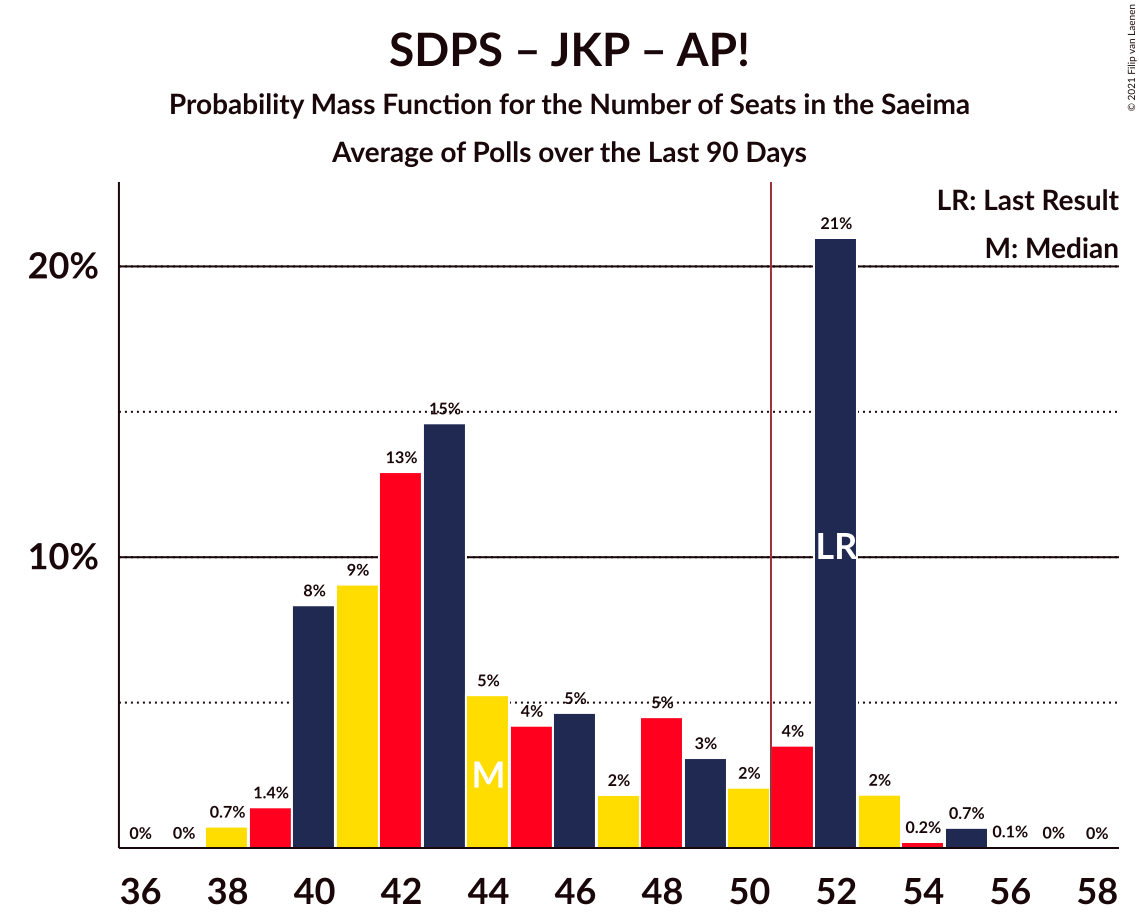 SDPS – JKP – AP!
Probability Mass Function for the Number of Seats in the Saeima
Average of Polls over the Last 90 Days
© 2021 Filip van Laenen
LR: Last Result
M: Median
20%
10%
0%
0%
0.7%
1.4%
8%
9%
13%
15%
5%
4%
5%
2%
5%
3%
2%
4%
21%
2%
0.2%
0.7%
0.1%
0%
0%
M
LR
36 38 40 42 44 46 48 50 52 54 56 58